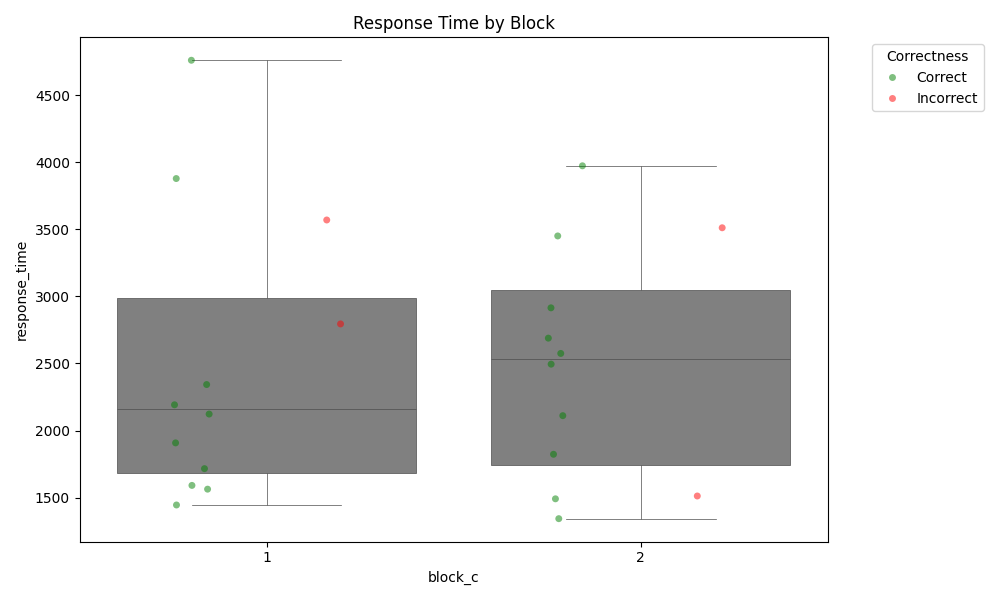 Response Time by Block
Correctness
Correct
Incorrect
response_time
4500
4000
3500
3000
2500
2000
1500
1
2
block_c